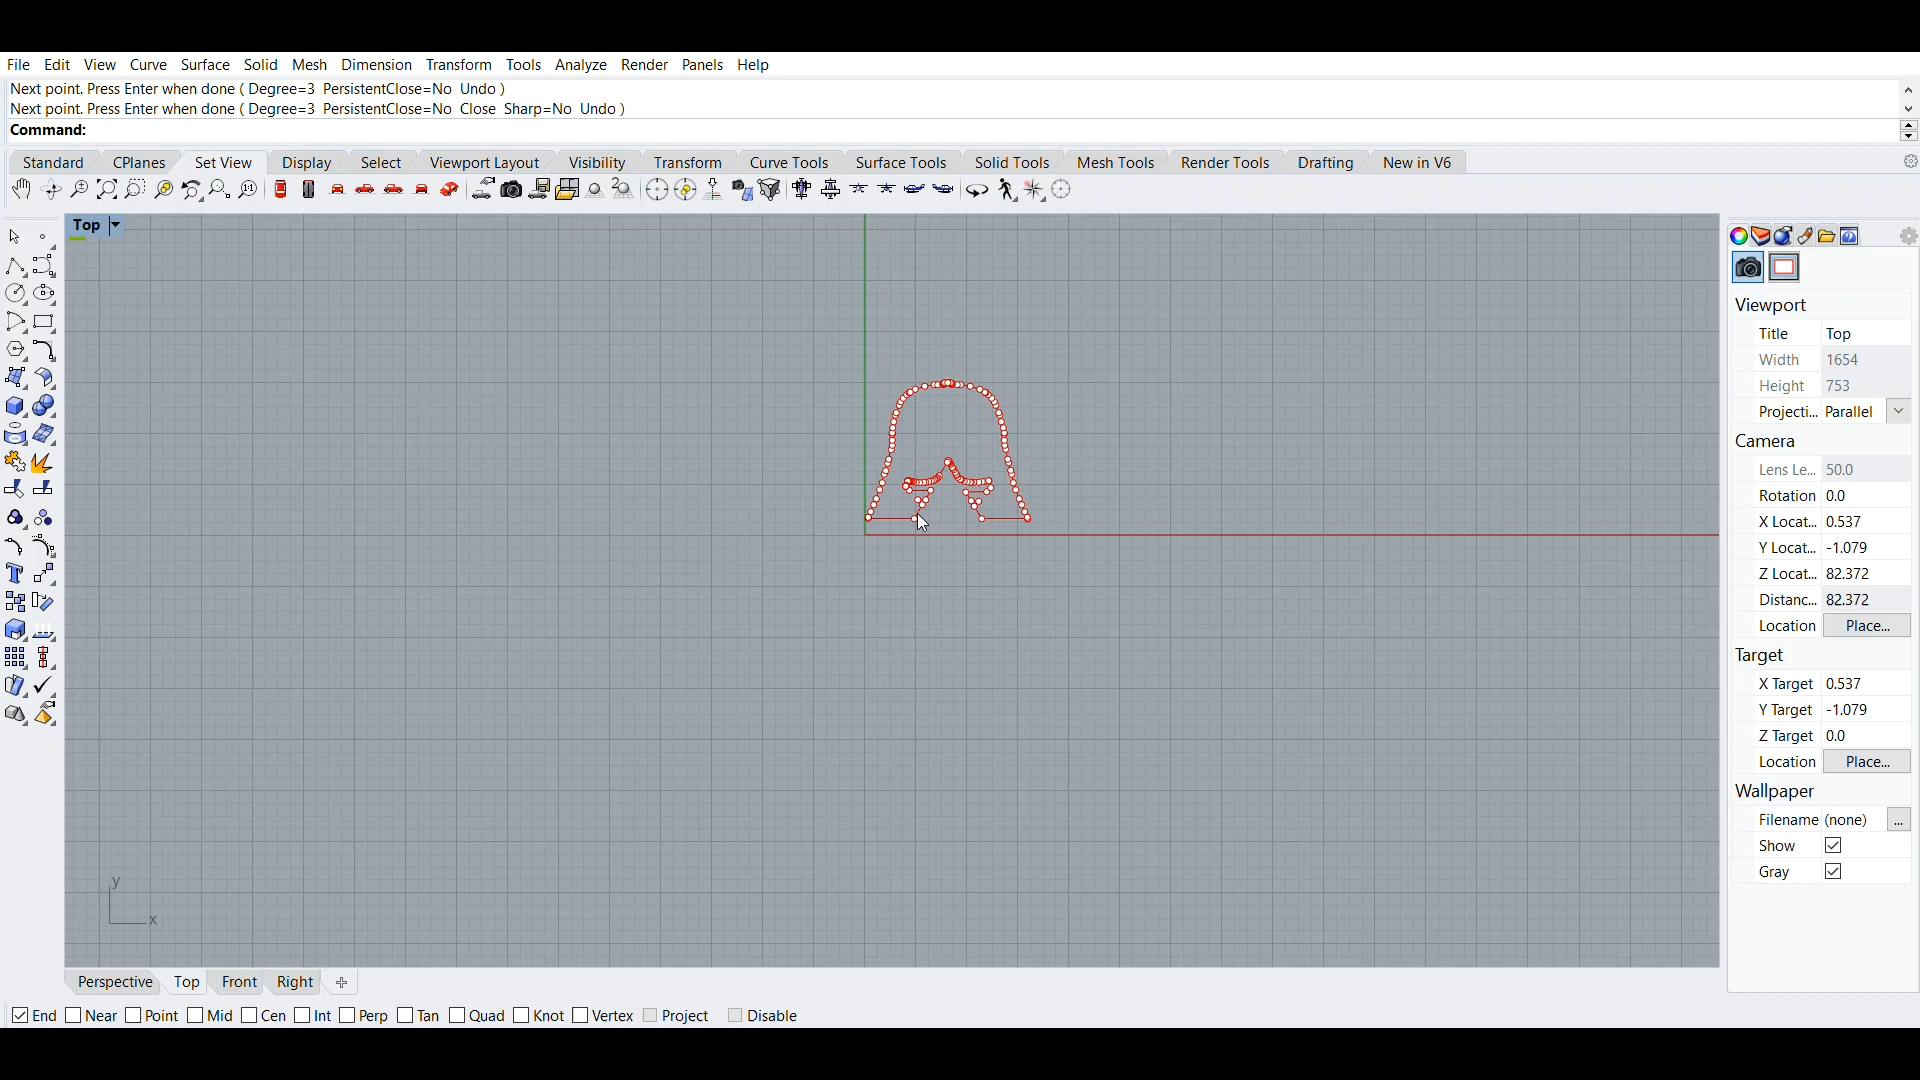 File Edit View Curve Surface Solid Mesh Dimension Transform Tools Analyze Render Panels Help
Next point. Press Enter when done ( Degree=3 PersistentClose=No Undo )
Next point. Press Enter when done ( Degree=3 PersistentClose=No Close Sharp=No Undo )
Command:
Standard CPlanes Set View Display Select Viewport Layout Visibility Transform Curve Tools Surface Tools Solid Tools Mesh Tools Render Tools Drafting New in V6
Top
Viewport
Title Top
Width 1654
Height 753
Projecti... Parallel
Camera
Lens Le... 50.0
Rotation 0.0
X Locat... 0.537
Y Locat... -1.079
Z Locat... 82.372
Distanc... 82.372
Location Place...
Target
X Target 0.537
Y Target -1.079
Z Target 0.0
Location Place...
Wallpaper
Filename (none) ...
Show
Gray
y
x
Perspective Top Front Right
End Near Point Mid Cen Int Perp Tan Quad Knot Vertex Project Disable